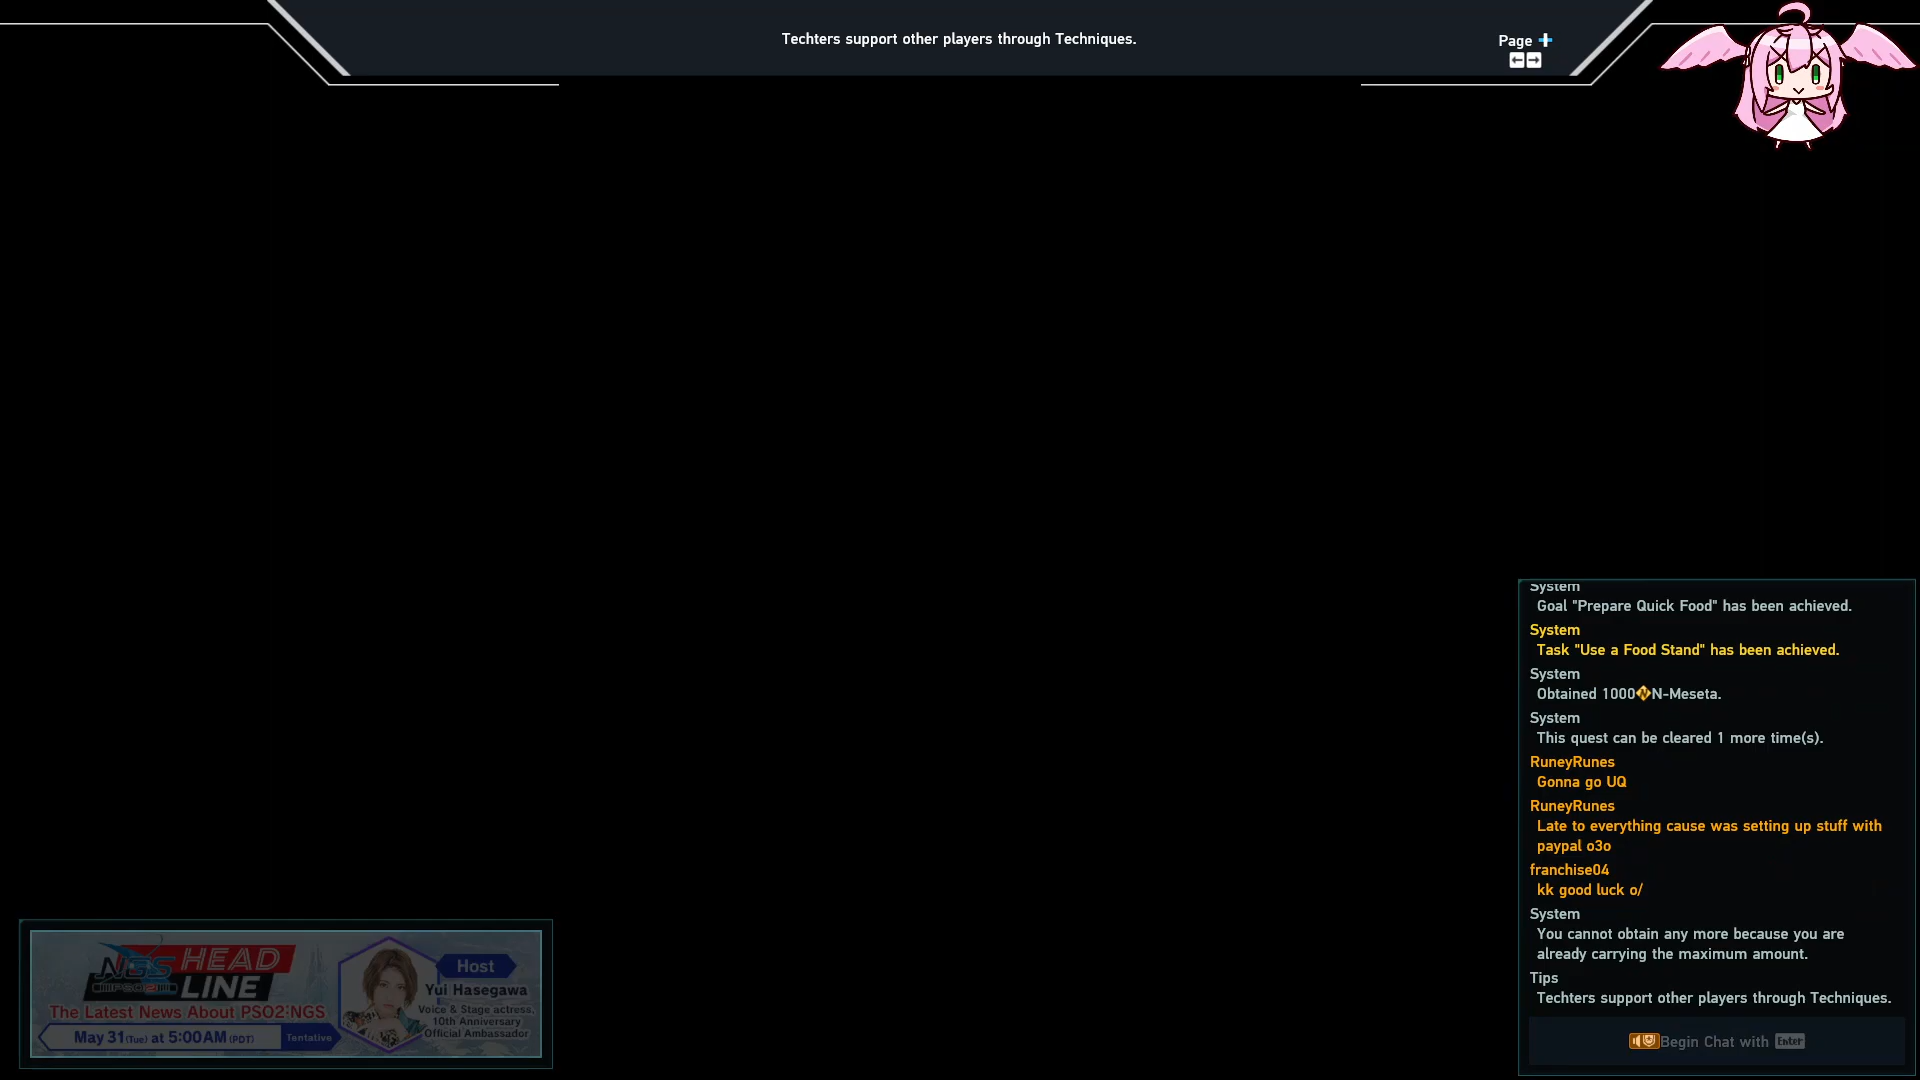 Techters support other players through Techniques.
Page
System
Goal "Prepare Quick Food" has been achieved.
System
Task "Use a Food Stand" has been achieved.
System
Obtained 1000 N-Meseta.
System
This quest can be cleared 1 more time(s).
RuneyRunes
Gonna go UQ
RuneyRunes
Late to everything cause was setting up stuff with
paypal o3o
franchise04
kk good luck o/
System
You cannot obtain any more because you are
already carrying the maximum amount.
Tips
Techters support other players through Techniques.
Begin Chat with Enter
NGS HEAD
PSO2 LINE
The Latest News About PSO2:NGS
May 31(Tue) at 5:00AM (PDT) Tentative
Host
Yui Hasegawa
Voice & Stage actress,
10th Anniversary
Official Ambassador